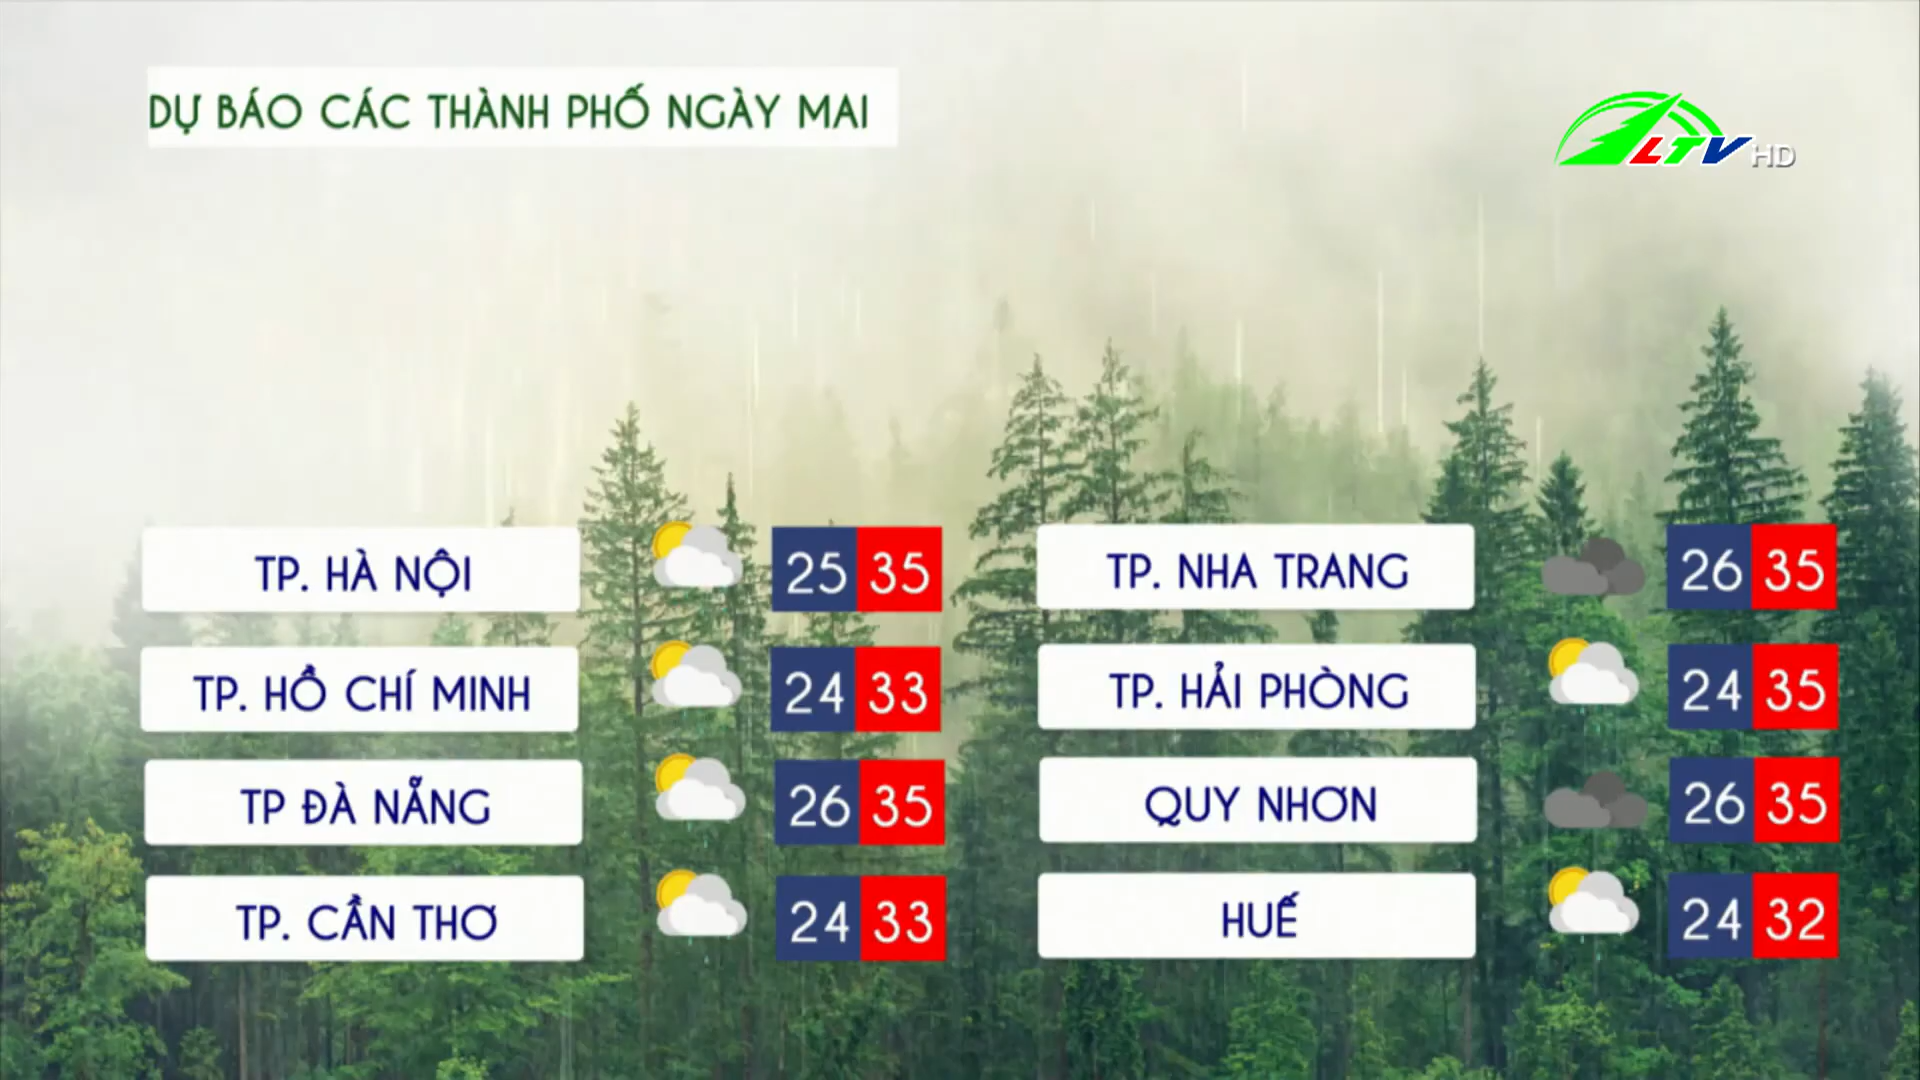 DỰ BÁO CÁC THÀNH PHỐ NGÀY MAI
LTV HD
TP. HÀ NỘI 25 35
TP. HỒ CHÍ MINH 24 33
TP ĐÀ NẴNG 26 35
TP. CẦN THƠ 24 33
TP. NHA TRANG 26 35
TP. HẢI PHÒNG 24 35
QUY NHƠN 26 35
HUẾ 24 32